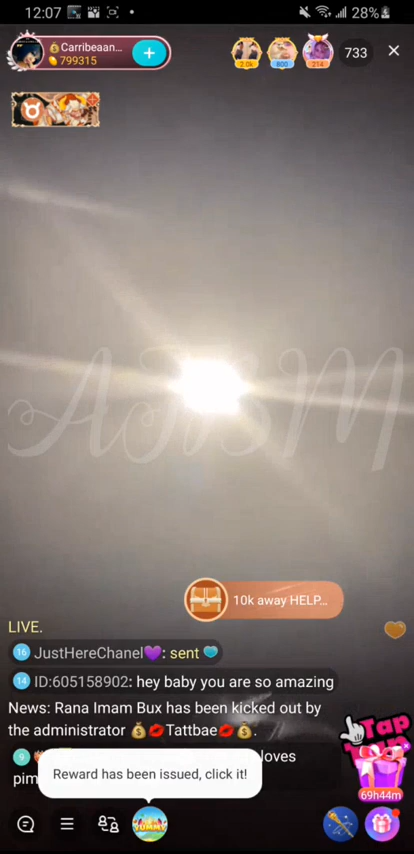 12:07
28%
Carribeaan...
799315
2.0k
800
214
733
AJBM
10k away HELP...
LIVE.
16 JustHereChanel💜: sent 💙
14 ID:605158902: hey baby you are so amazing
News: Rana Imam Bux has been kicked out by
the administrator 💰💋Tattbae💋💰.
9
loves
pim
Reward has been issued, click it!
YUMMY
Tap
69h44m